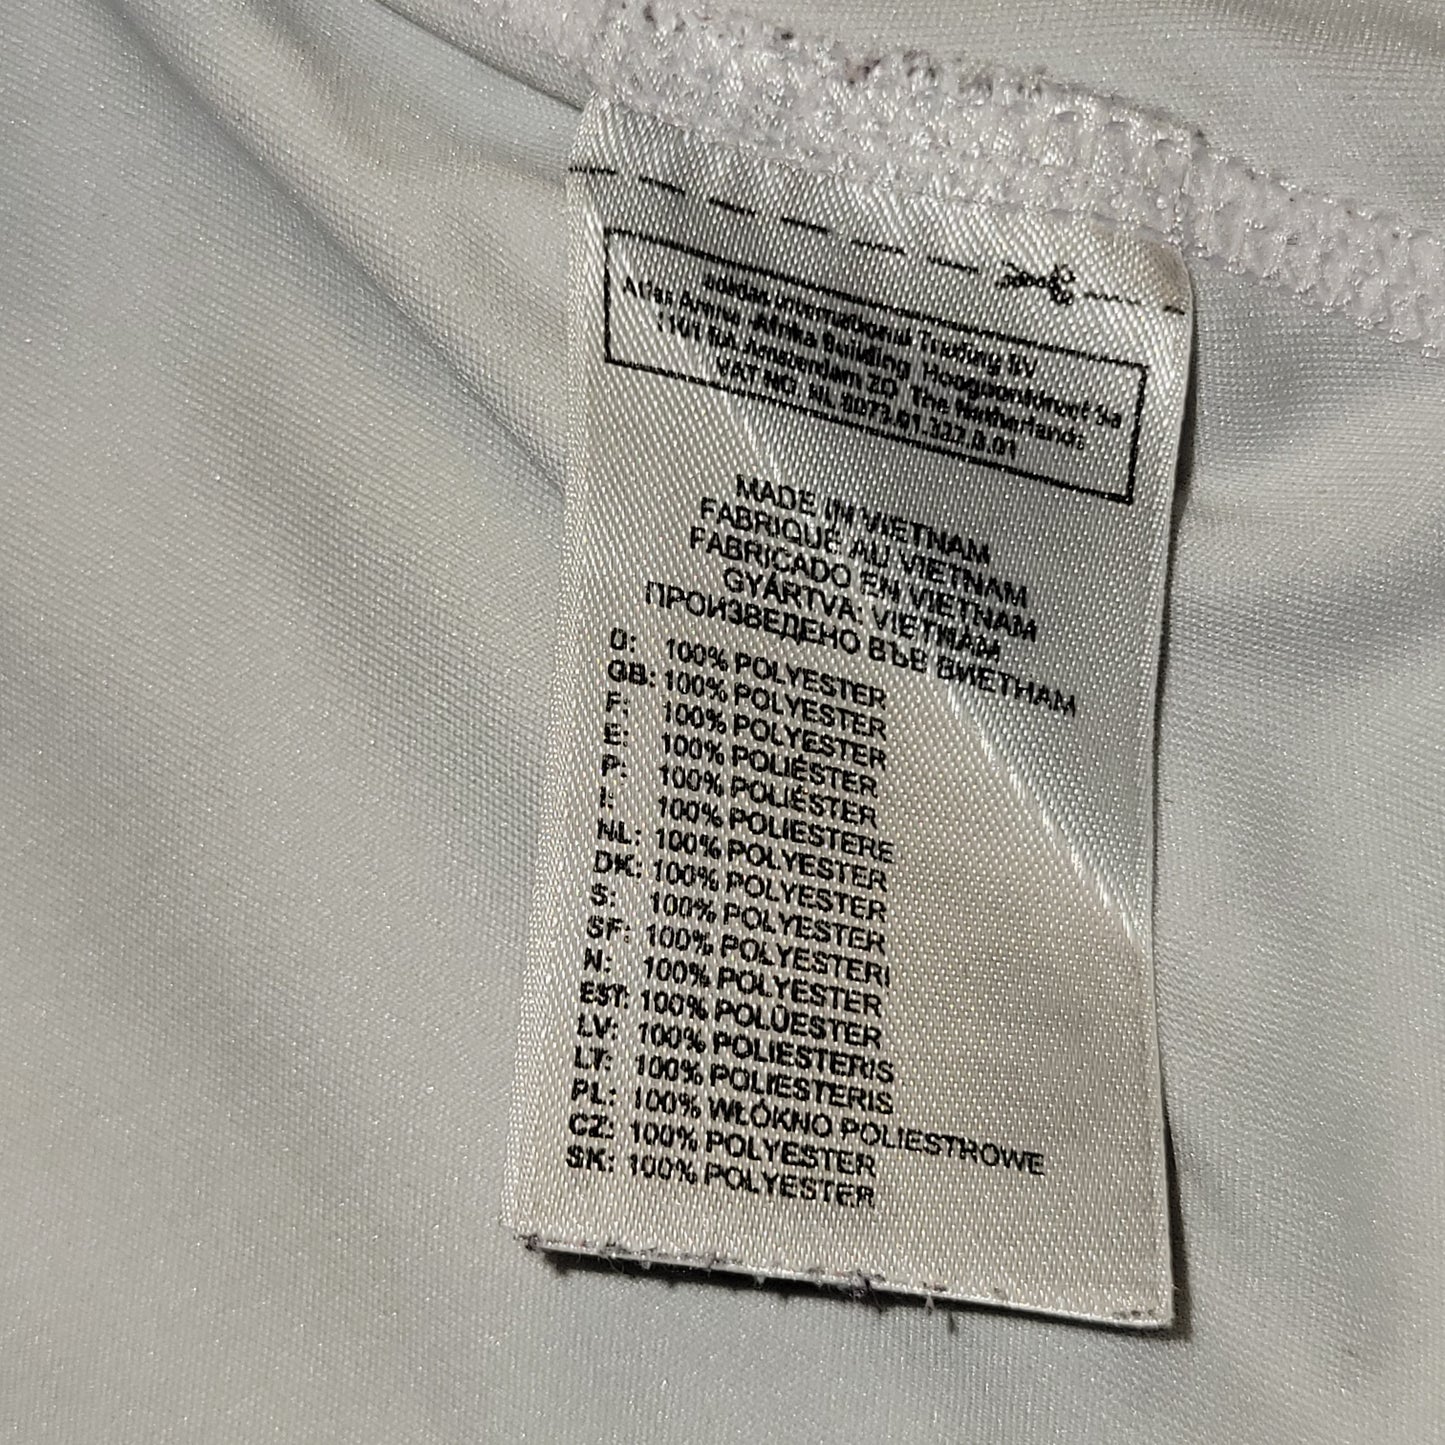 International Trading BV
Atlas Arena, Afrika Building, Hoogoorddreef 9a
1101 BA Amsterdam ZO, The Netherlands
VAT NO. NL 8073.01.337.B.01
MADE IN VIETNAM
FABRIQUÉ AU VIETNAM
FABRICADO EN VIETNAM
GYÁRTVA: VIETNÁM
ПРОИЗВЕДЕНО ВЪВ ВИЕТНАМ
D: 100% POLYESTER
GB: 100% POLYESTER
F: 100% POLYESTER
E: 100% POLIÉSTER
P: 100% POLIÉSTER
I: 100% POLIESTERE
NL: 100% POLYESTER
DK: 100% POLYESTER
S: 100% POLYESTER
SF: 100% POLYESTERI
N: 100% POLYESTER
EST: 100% POLÜESTER
LV: 100% POLIESTERIS
LT: 100% POLIESTERIS
PL: 100% WŁÓKNO POLIESTROWE
CZ: 100% POLYESTER
SK: 100% POLYESTER